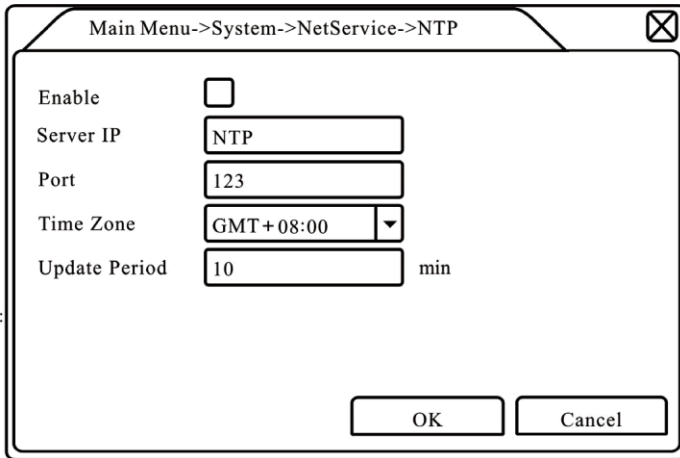 Main Menu->System->NetService->NTP
Enable
Server IP NTP
Port 123
Time Zone GMT+08:00
Update Period 10 min
:
OK Cancel